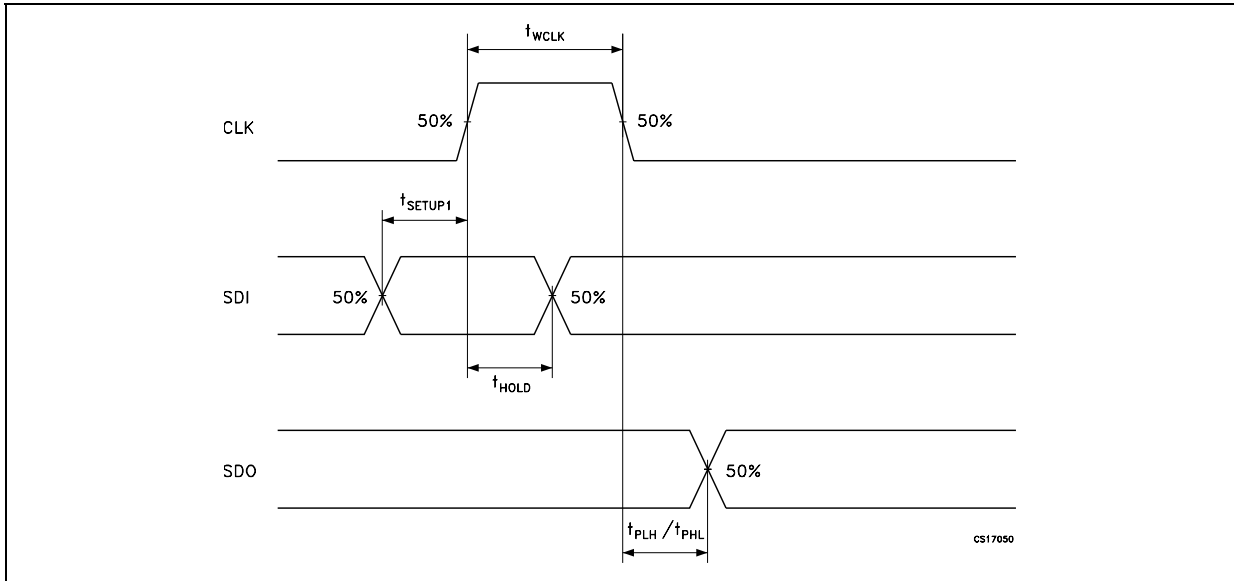 tWCLK
CLK
50%
50%
tSETUP1
SDI
50%
50%
tHOLD
SDO
50%
tPLH /tPHL
CS17050